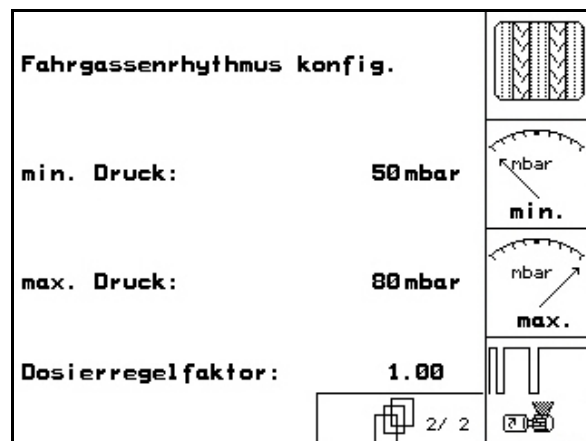 Fahrgassenrhythmus konfig.
min. Druck: 50mbar
mbar
min.
max. Druck: 80mbar
mbar
max.
Dosierregelfaktor: 1.00
2/ 2